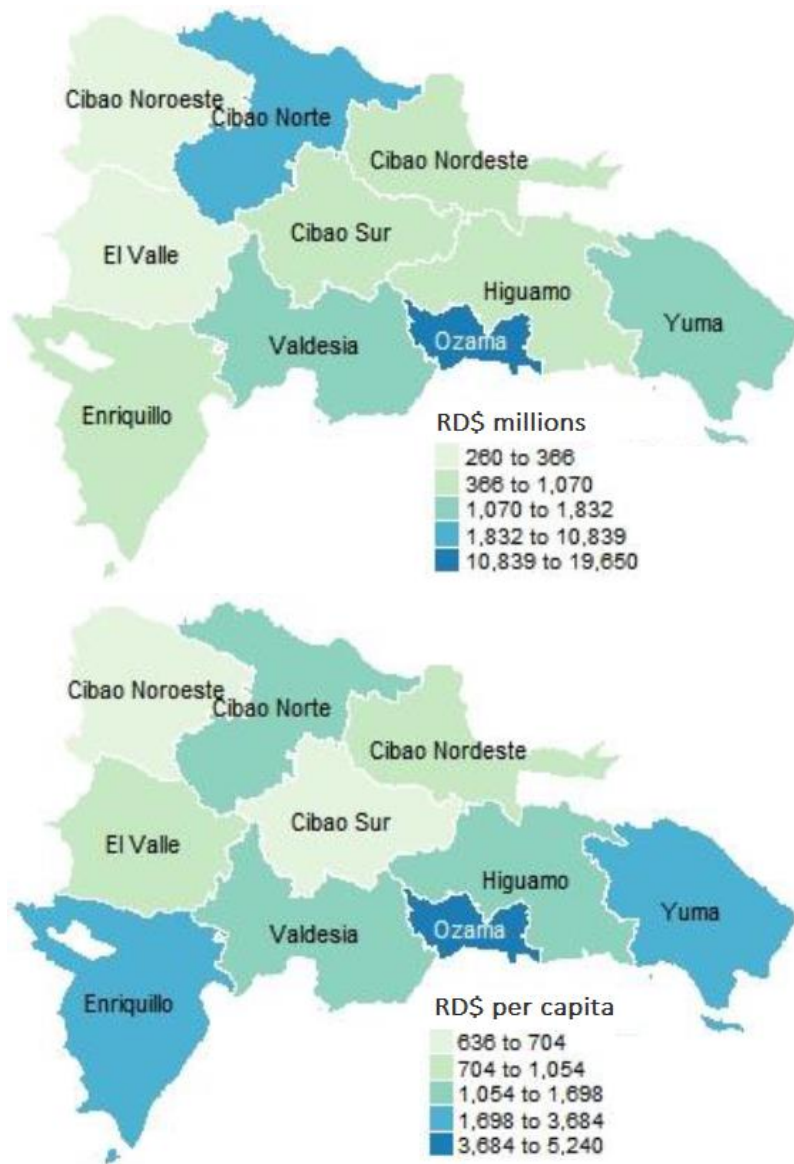 Cibao Noroeste
Cibao Norte
Cibao Nordeste
Cibao Sur
El Valle
Higuamo
Yuma
Valdesia
Ozama
Enriquillo
RD$ millions
260 to 366
366 to 1,070
1,070 to 1,832
1,832 to 10,839
10,839 to 19,650
Cibao Noroeste
Cibao Norte
Cibao Nordeste
Cibao Sur
El Valle
Higuamo
Yuma
Valdesia
Ozama
Enriquillo
RD$ per capita
636 to 704
704 to 1,054
1,054 to 1,698
1,698 to 3,684
3,684 to 5,240